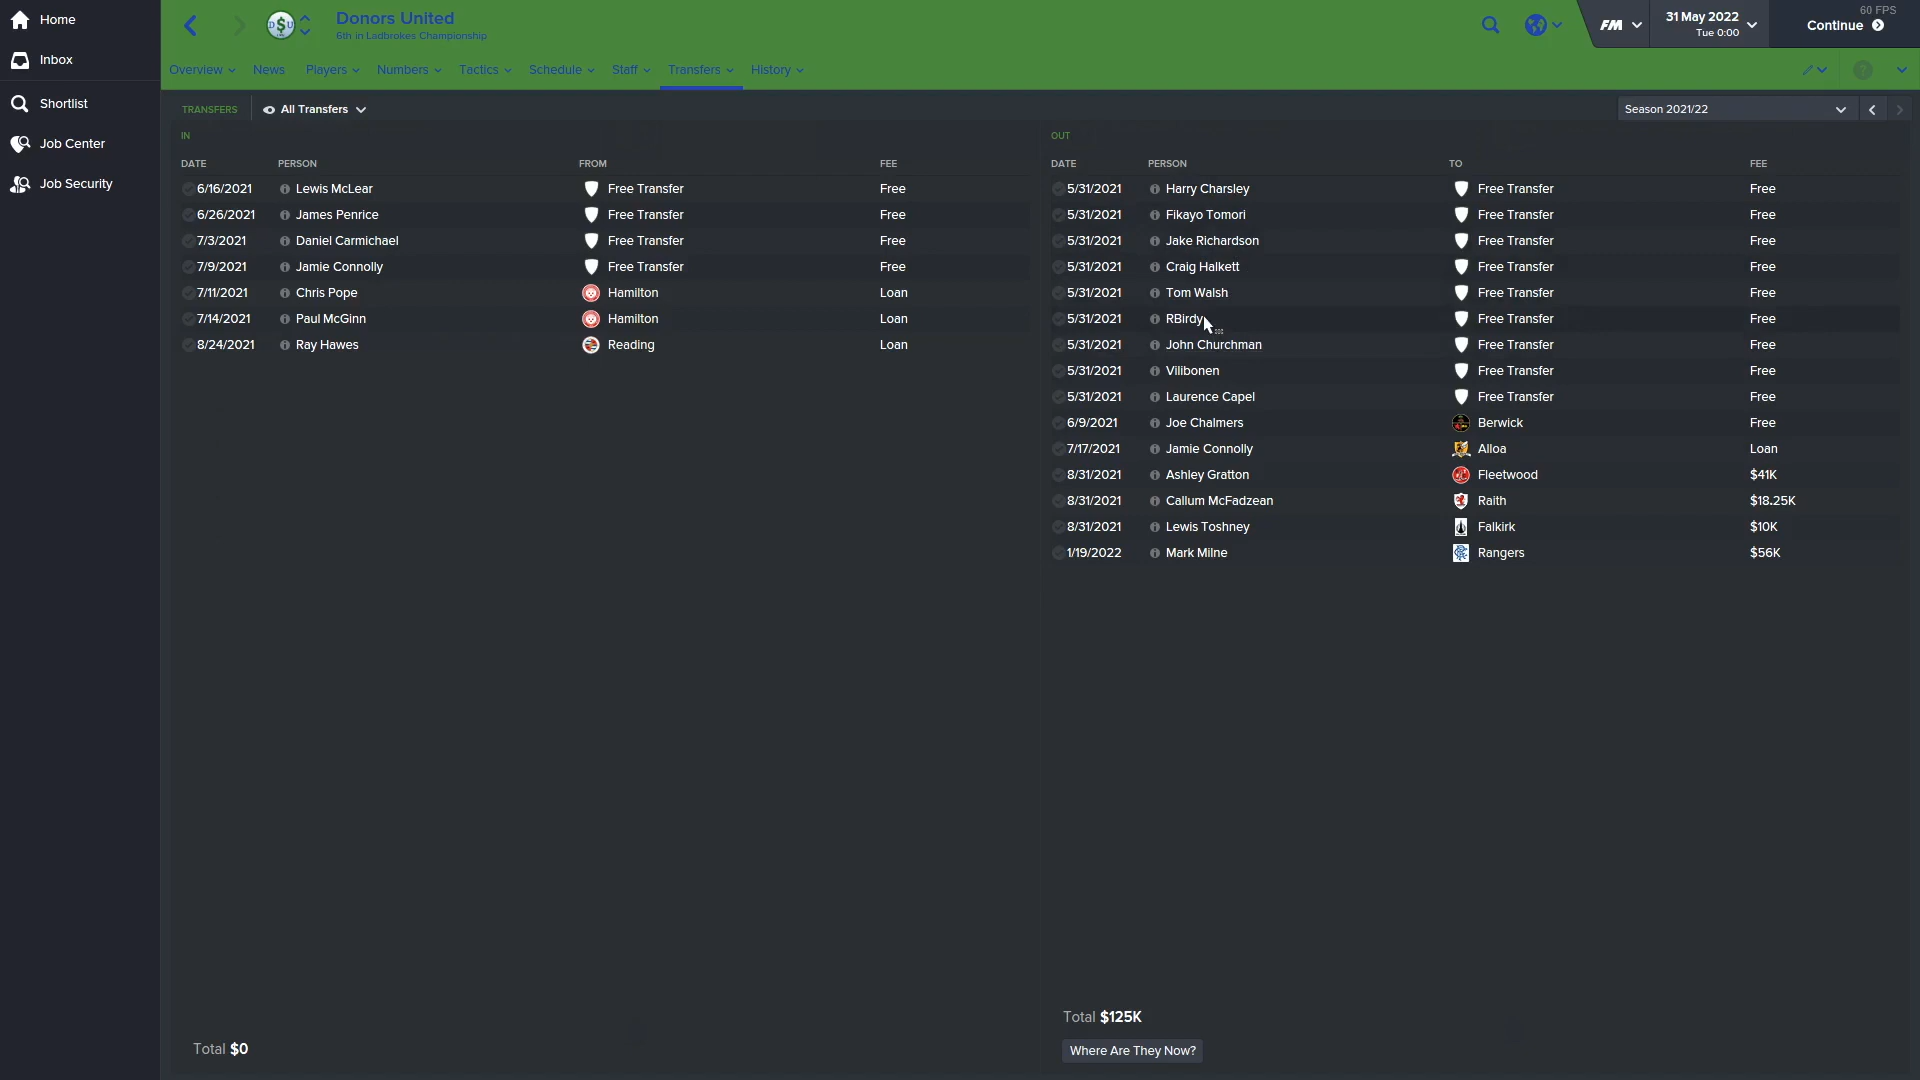 Home
Inbox
Shortlist
Job Center
Job Security
Donors United
6th in Ladbrokes Championship
FM
31 May 2022
Tue 0:00
60 FPS
Continue
Overview News Players Numbers Tactics Schedule Staff Transfers History
?
TRANSFERS All Transfers
Season 2021/22
IN
DATE PERSON FROM FEE
6/16/2021 Lewis McLear Free Transfer Free
6/26/2021 James Penrice Free Transfer Free
7/3/2021 Daniel Carmichael Free Transfer Free
7/9/2021 Jamie Connolly Free Transfer Free
7/11/2021 Chris Pope Hamilton Loan
7/14/2021 Paul McGinn Hamilton Loan
8/24/2021 Ray Hawes Reading Loan
Total $0
OUT
DATE PERSON TO FEE
5/31/2021 Harry Charsley Free Transfer Free
5/31/2021 Fikayo Tomori Free Transfer Free
5/31/2021 Jake Richardson Free Transfer Free
5/31/2021 Craig Halkett Free Transfer Free
5/31/2021 Tom Walsh Free Transfer Free
5/31/2021 RBirdy Free Transfer Free
5/31/2021 John Churchman Free Transfer Free
5/31/2021 Vilibonen Free Transfer Free
5/31/2021 Laurence Capel Free Transfer Free
6/9/2021 Joe Chalmers Berwick Free
7/17/2021 Jamie Connolly Alloa Loan
8/31/2021 Ashley Gratton Fleetwood $41K
8/31/2021 Callum McFadzean Raith $18.25K
8/31/2021 Lewis Toshney Falkirk $10K
1/19/2022 Mark Milne Rangers $56K
Total $125K
Where Are They Now?